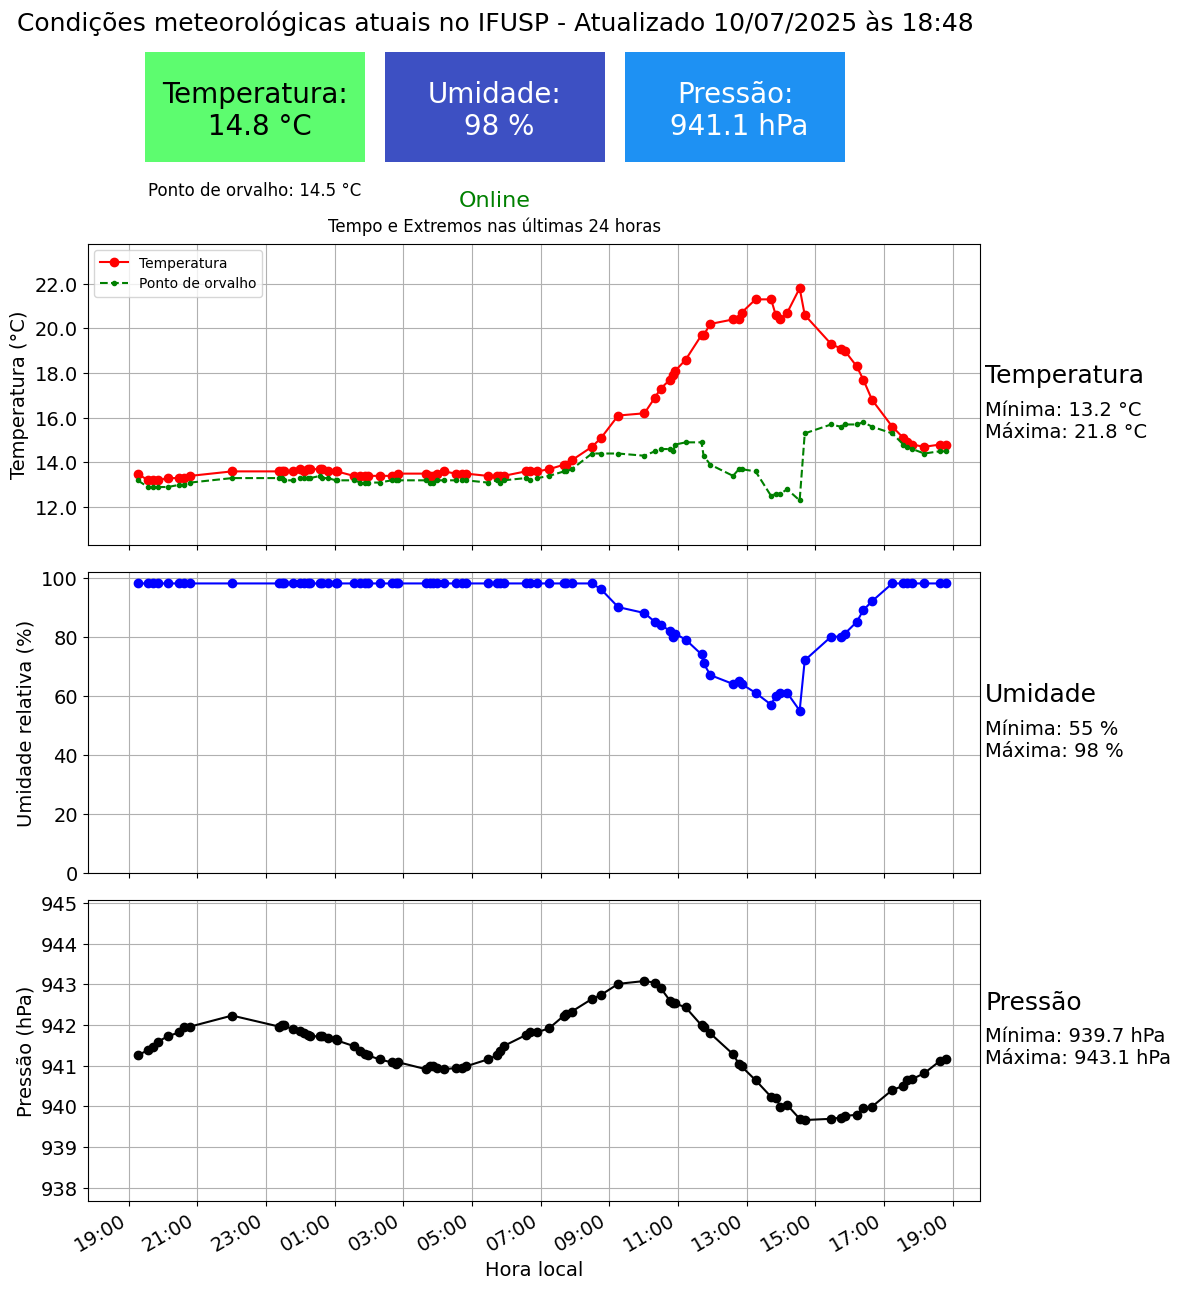 Condições meteorológicas atuais no IFUSP - Atualizado 10/07/2025 às 18:48
Temperatura:
14.8 °C
Umidade:
98 %
Pressão:
941.1 hPa
Ponto de orvalho: 14.5 °C
Online
Tempo e Extremos nas últimas 24 horas
Temperatura
Ponto de orvalho
Temperatura (°C)
22.0
20.0
18.0
16.0
14.0
12.0
Temperatura
Mínima: 13.2 °C
Máxima: 21.8 °C
Umidade relativa (%)
100
80
60
40
20
0
Umidade
Mínima: 55 %
Máxima: 98 %
Pressão (hPa)
945
944
943
942
941
940
939
938
Pressão
Mínima: 939.7 hPa
Máxima: 943.1 hPa
19:00
21:00
23:00
01:00
03:00
05:00
07:00
09:00
11:00
13:00
15:00
17:00
19:00
Hora local